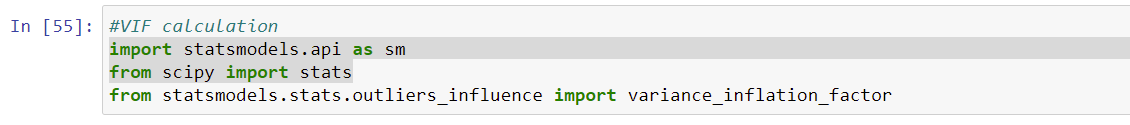 In [55]: #VIF calculation
import statsmodels.api as sm
from scipy import stats
from statsmodels.stats.outliers_influence import variance_inflation_factor